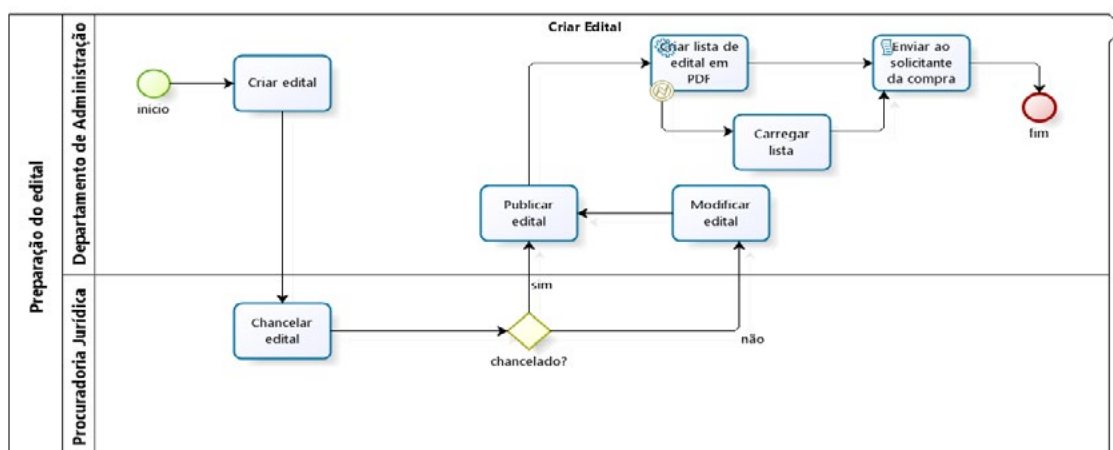 Criar Edital
Preparação do edital
Departamento de Administração
início
Criar edital
Criar lista de
edital em
PDF
Enviar ao
solicitante
da compra
fim
Carregar
lista
Publicar
edital
Modificar
edital
Procuradoria Jurídica
Chancelar
edital
sim
chancelado?
não